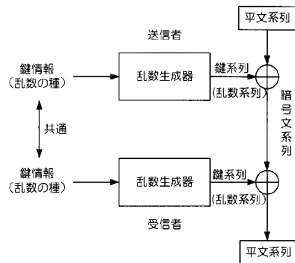 平文系列
送信者
鍵情報
(乱数の種)
乱数生成器
鍵系列
(乱数系列)
共通
暗号文系列
鍵情報
(乱数の種)
乱数生成器
鍵系列
(乱数系列)
受信者
平文系列